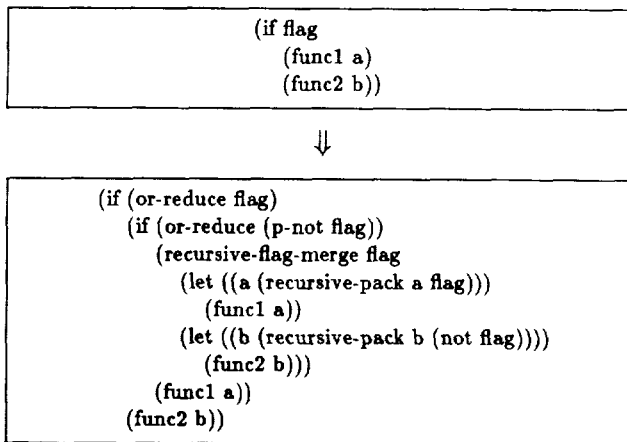 (if flag
(func1 a)
(func2 b))
⇓
(if (or-reduce flag)
(if (or-reduce (p-not flag))
(recursive-flag-merge flag
(let ((a (recursive-pack a flag)))
(func1 a))
(let ((b (recursive-pack b (not flag))))
(func2 b)))
(func1 a))
(func2 b))